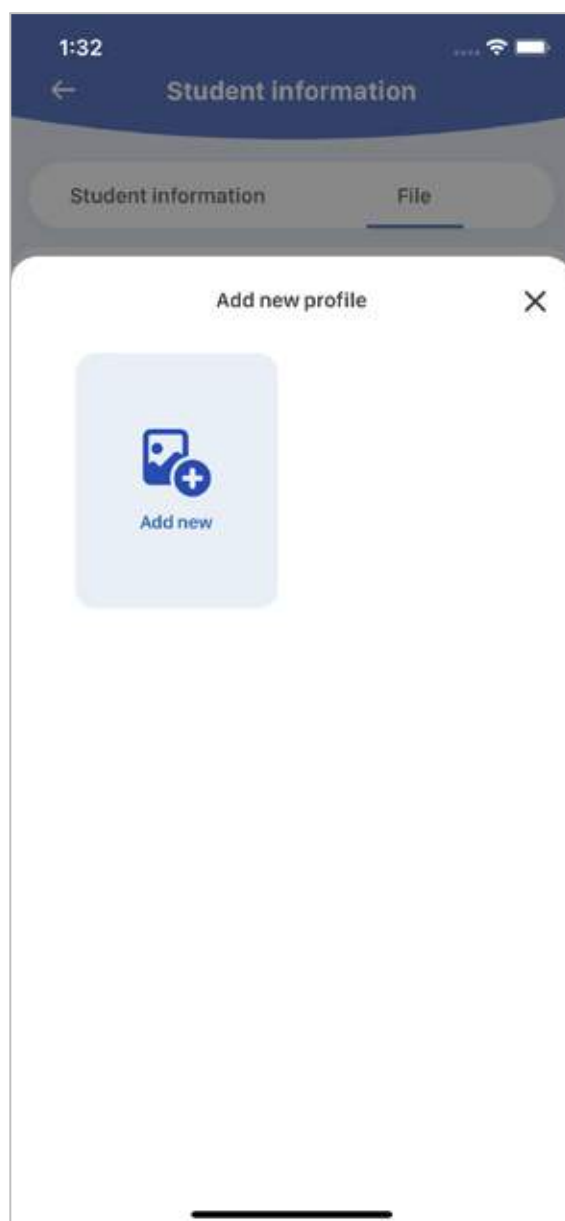 1:32
Student information
Student information File
Add new profile
Add new